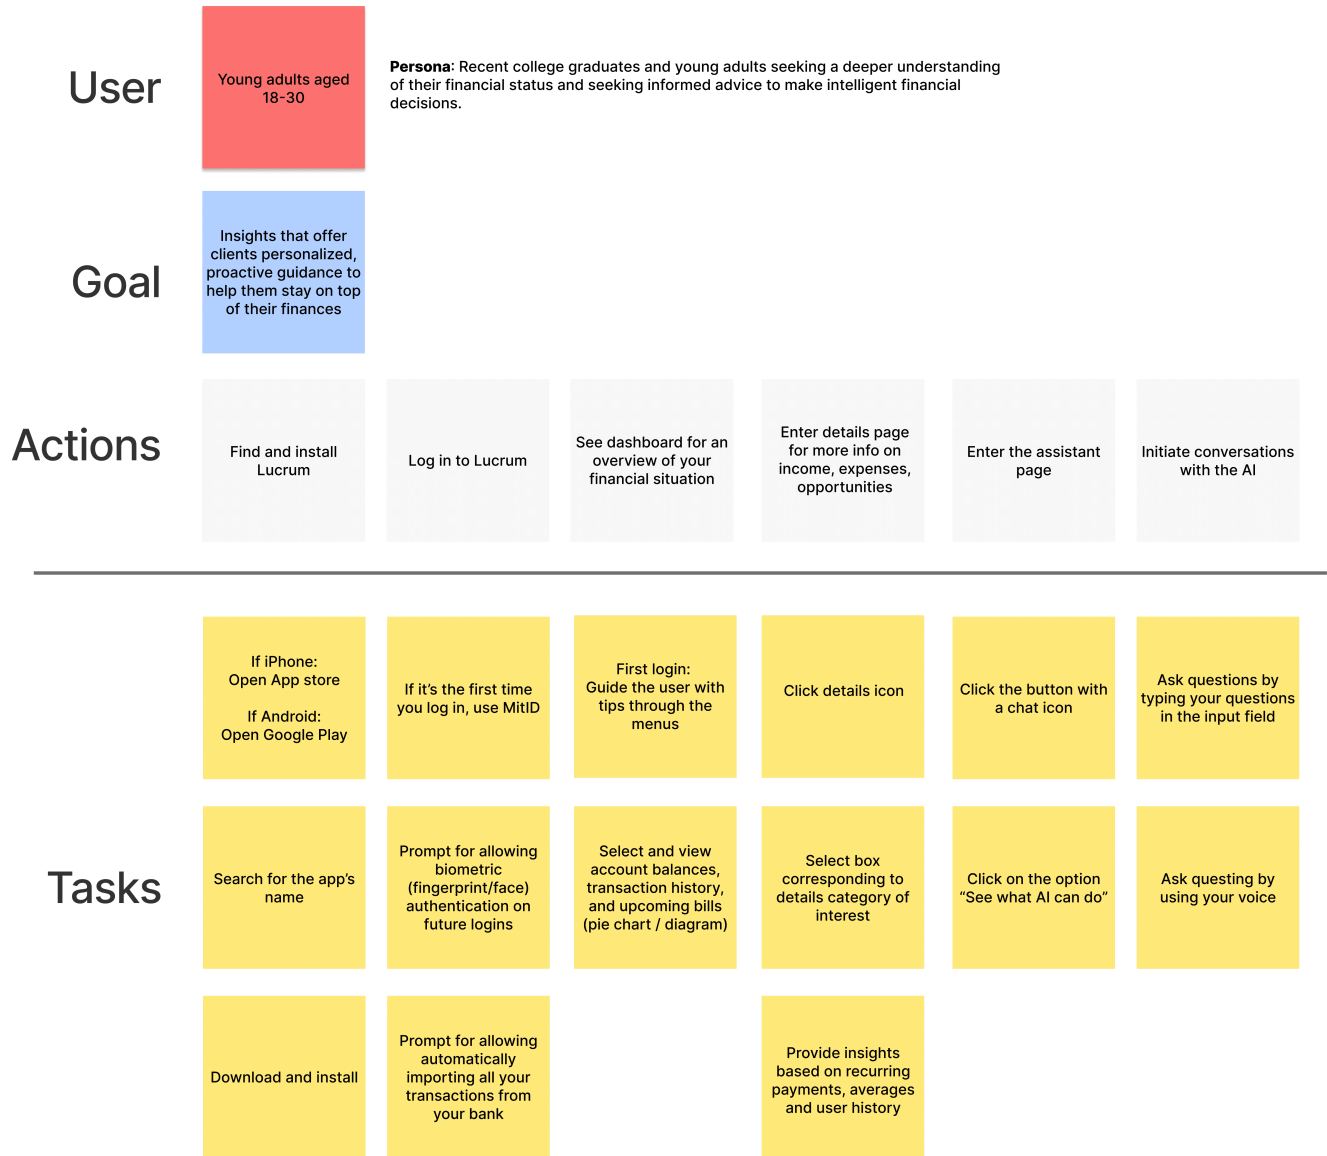 User
Young adults aged
18-30
Persona: Recent college graduates and young adults seeking a deeper understanding
of their financial status and seeking informed advice to make intelligent financial
decisions.
Goal
Insights that offer
clients personalized,
proactive guidance to
help them stay on top
of their finances
Actions
Find and install
Lucrum
Log in to Lucrum
See dashboard for an
overview of your
financial situation
Enter details page
for more info on
income, expenses,
opportunities
Enter the assistant
page
Initiate conversations
with the AI
Tasks
If iPhone:
Open App store
If Android:
Open Google Play
If it's the first time
you log in, use MitID
First login:
Guide the user with
tips through the
menus
Click details icon
Click the button with
a chat icon
Ask questions by
typing your questions
in the input field
Search for the app's
name
Prompt for allowing
biometric
(fingerprint/face)
authentication on
future logins
Select and view
account balances,
transaction history,
and upcoming bills
(pie chart / diagram)
Select box
corresponding to
details category of
interest
Click on the option
“See what AI can do”
Ask questing by
using your voice
Download and install
Prompt for allowing
automatically
importing all your
transactions from
your bank
Provide insights
based on recurring
payments, averages
and user history